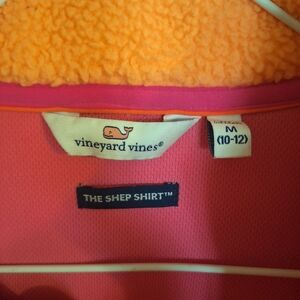 vineyard vines®
M
(10-12)
THE SHEP SHIRT™